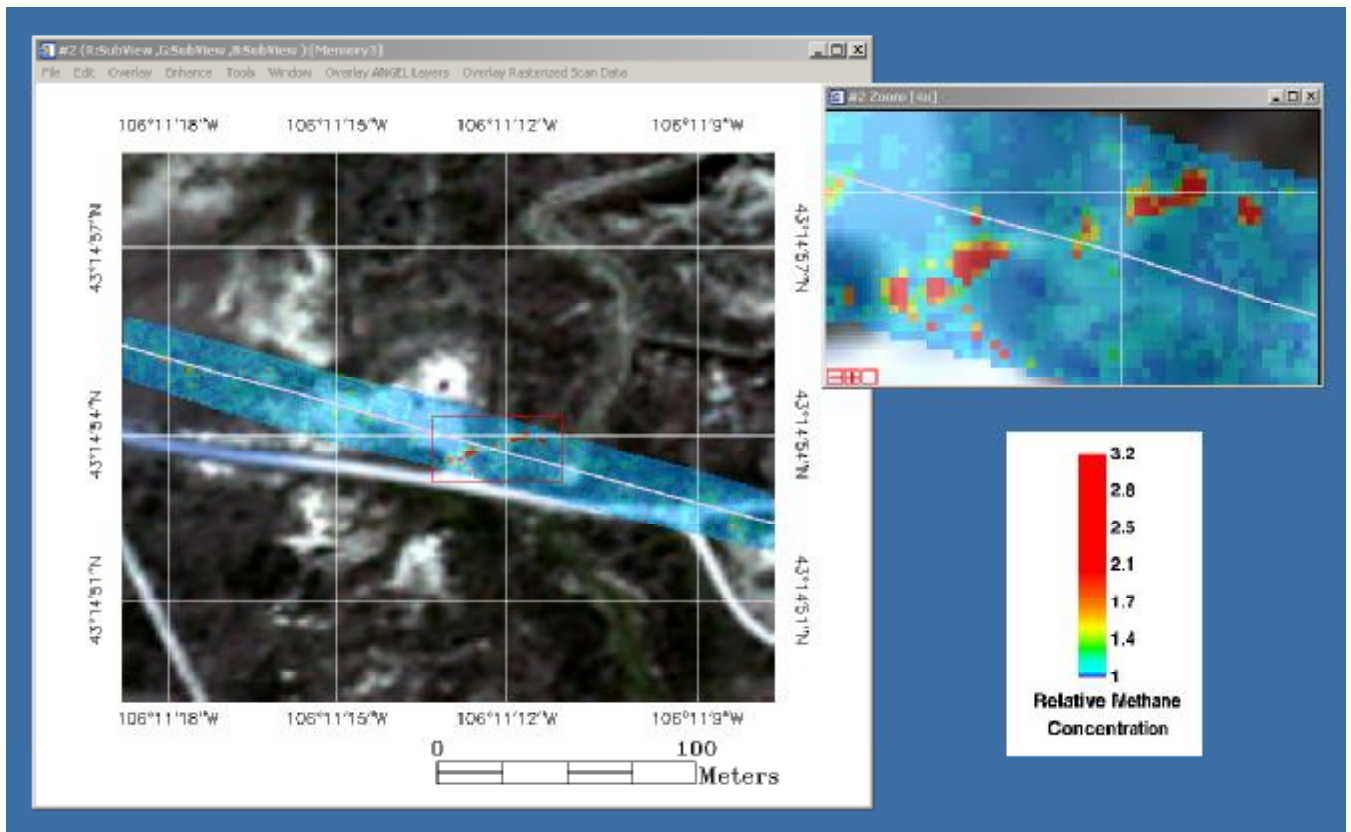 #2 (R:SubView ,G:SubView ,B:SubView ):[Memory3]
File Edit Overlay Enhance Tools Window Overlay ANGEL Layers Overlay Rasterized Scan Data
#2 Zoom [4x]
106°11'18"W 106°11'15"W 106°11'12"W 106°11'9"W
43°14'57"N
43°14'54"N
43°14'51"N
43°14'57"N
43°14'54"N
43°14'51"N
106°11'18"W 106°11'15"W 106°11'12"W 106°11'9"W
0 100
Meters
3.2
2.8
2.5
2.1
1.7
1.4
1
Relative Methane
Concentration